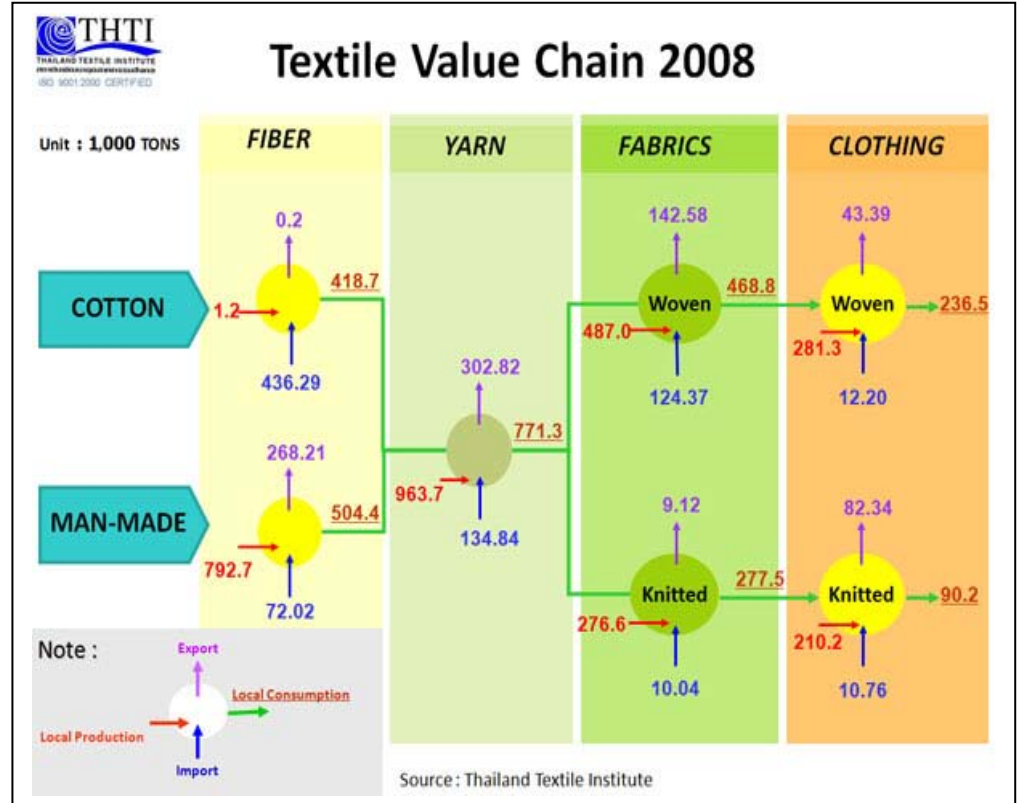 THTI
THAILAND TEXTILE INSTITUTE
ISO 9001:2000 CERTIFIED
Textile Value Chain 2008
Unit : 1,000 TONS
FIBER
YARN
FABRICS
CLOTHING
COTTON
0.2
1.2
436.29
418.7
MAN-MADE
268.21
792.7
72.02
504.4
302.82
963.7
134.84
771.3
142.58
Woven
487.0
124.37
468.8
9.12
Knitted
276.6
10.04
277.5
43.39
Woven
281.3
12.20
236.5
82.34
Knitted
210.2
10.76
90.2
Note :
Export
Local Consumption
Local Production
Import
Source : Thailand Textile Institute